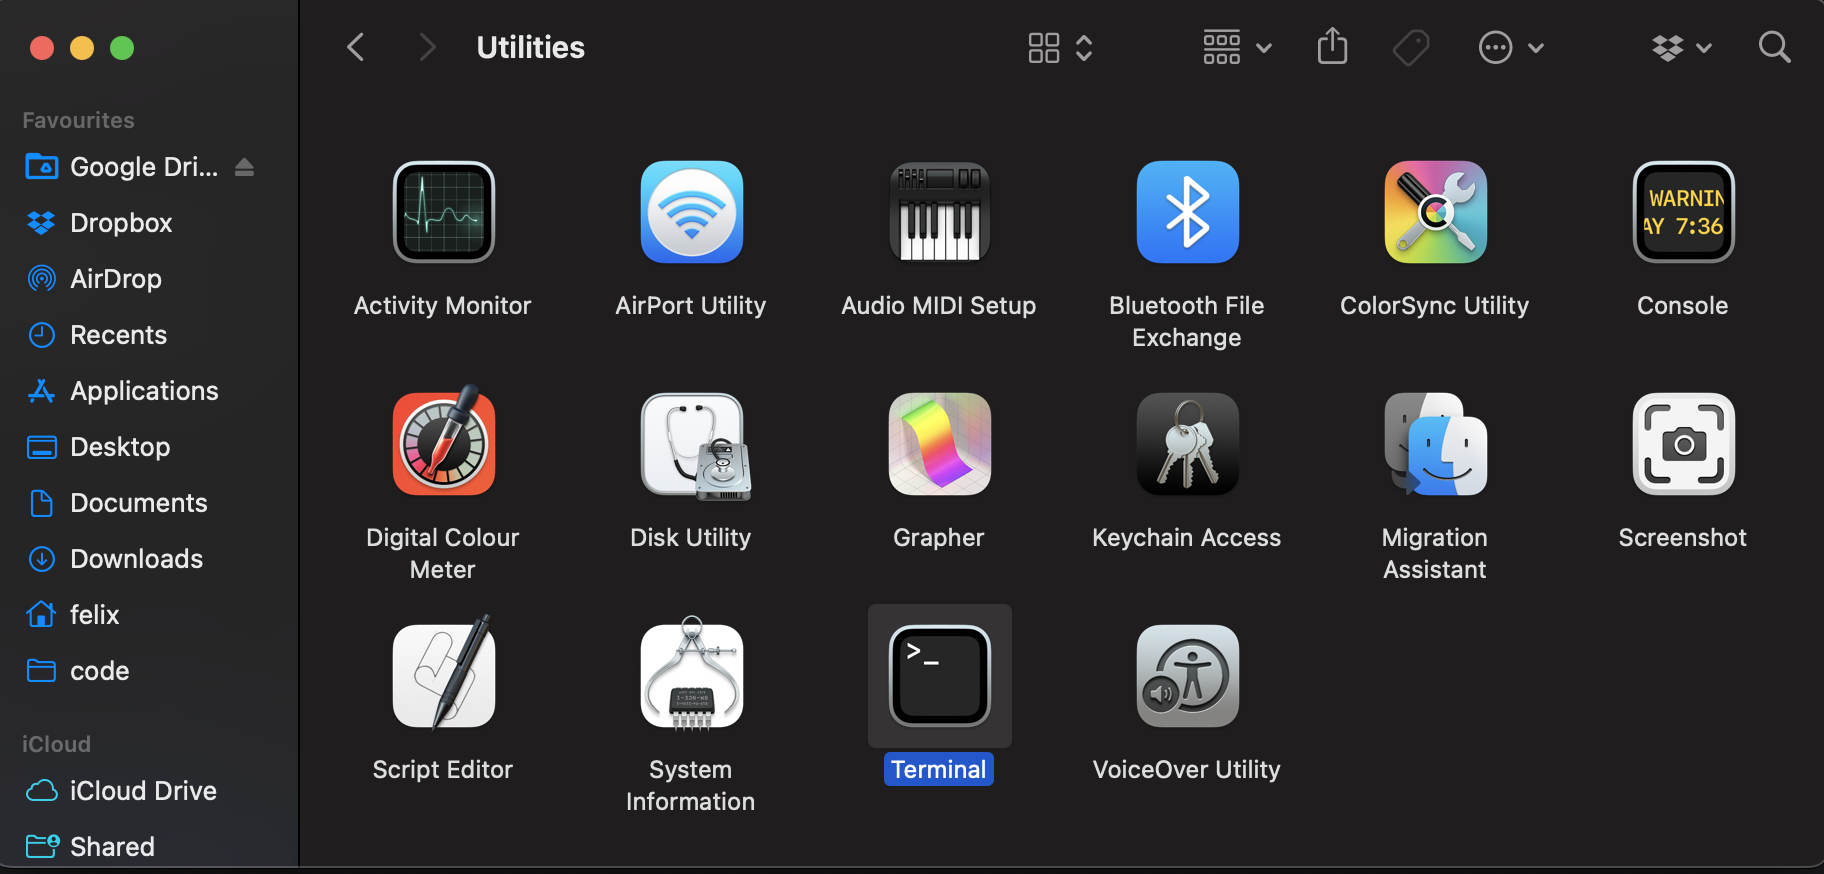 Utilities
Favourites
Google Dri...
Dropbox
AirDrop
Recents
Applications
Desktop
Documents
Downloads
felix
code
iCloud
iCloud Drive
Shared
WARNIN
AY 7:36
Activity Monitor
AirPort Utility
Audio MIDI Setup
Bluetooth File
Exchange
ColorSync Utility
Console
Digital Colour
Meter
Disk Utility
Grapher
Keychain Access
Migration
Assistant
Screenshot
>_
Script Editor
System
Information
Terminal
VoiceOver Utility